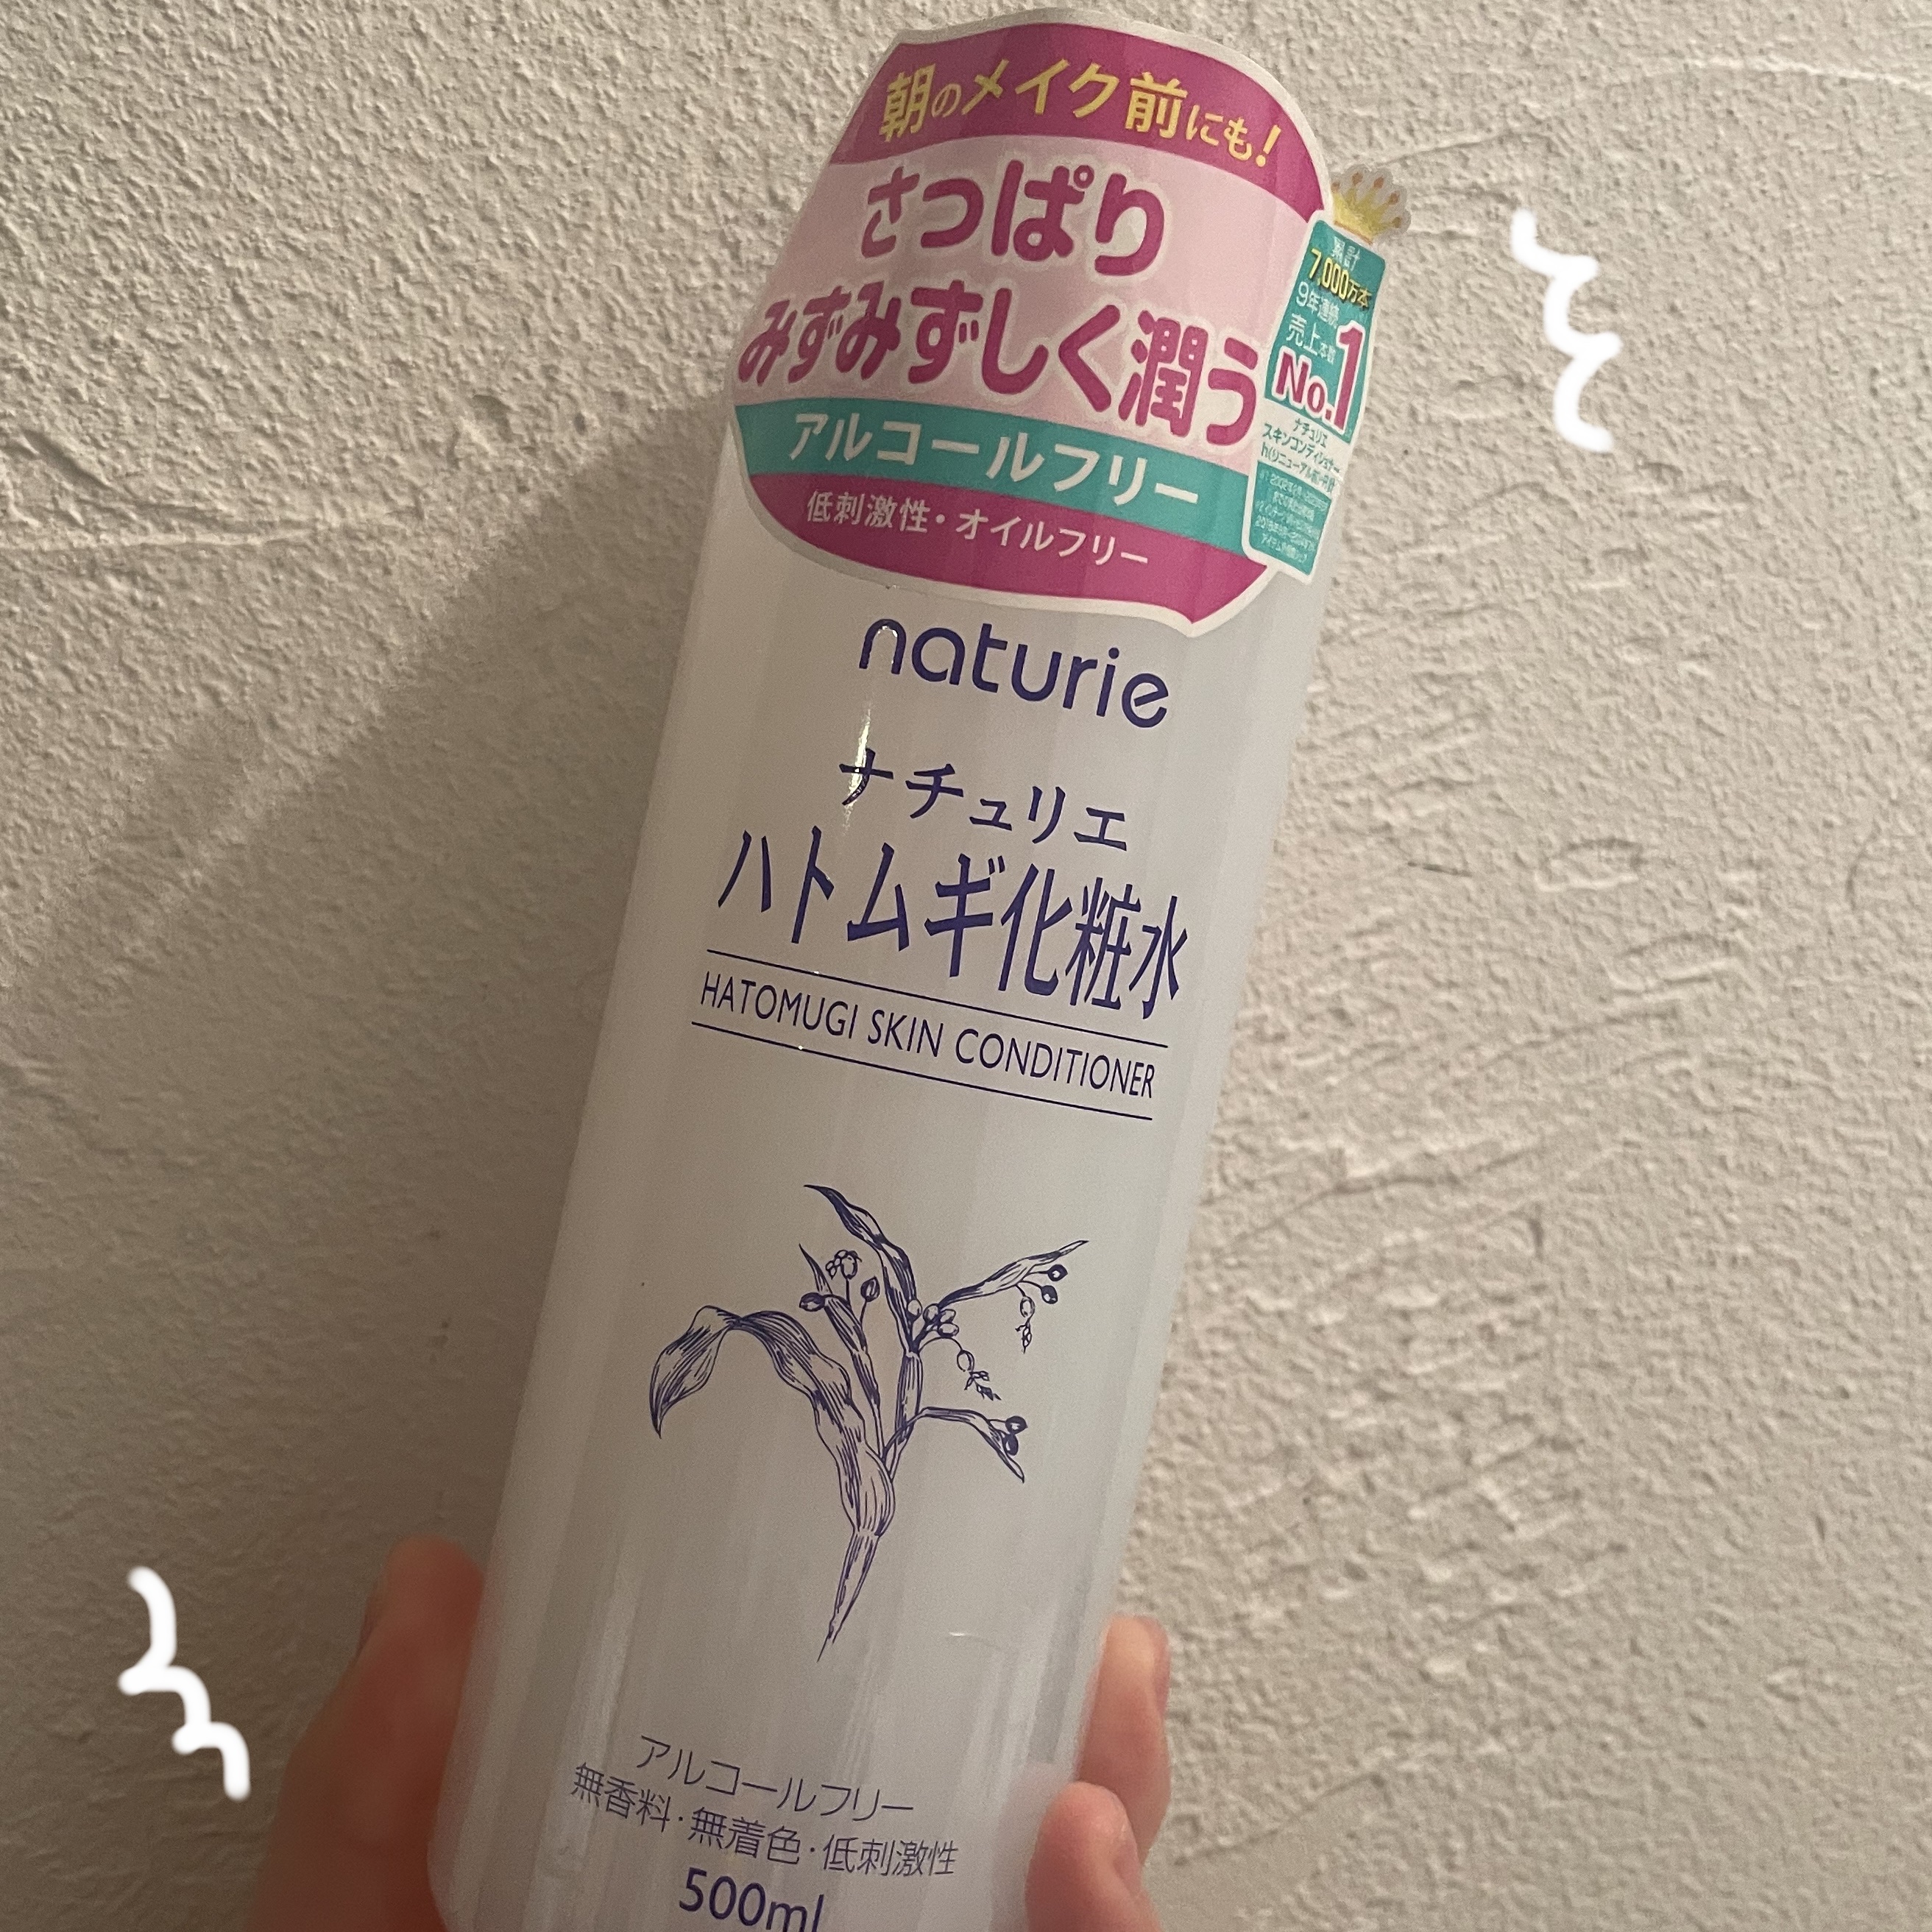 朝のメイク前にも!
さっぱり
みずみずしく潤う
アルコールフリー
低刺激性・オイルフリー
累計
7,000万本
9年連続
売上本数
No.1
ナチュリエ
スキンコンディショナー
naturie
ナチュリエ
ハトムギ化粧水
HATOMUGI SKIN CONDITIONER
アルコールフリー
無香料・無着色・低刺激性
500ml